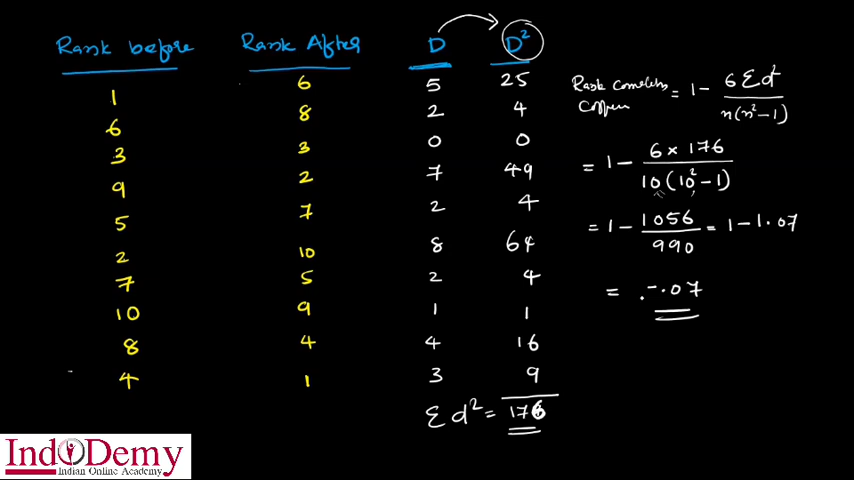 Rank before Rank After D D²
1 6 5 25
6 8 2 4
3 3 0 0
9 2 7 49
5 7 2 4
2 10 8 64
7 5 2 4
10 9 1 1
8 4 4 16
4 1 3 9
Σd² = 176
Rank = 1 - 6Σd² / n(n²-1)
= 1 - 6 × 176 / 10(10²-1)
= 1 - 1056 / 990 = 1 - 1.07
= .-.07
IndoDemy
Indian Online Academy